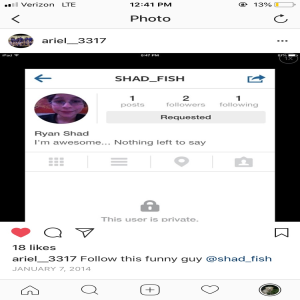 Verizon LTE 12:41 PM 13%
Photo
ariel__3317
iPad 5:47 PM
SHAD_FISH
1 2 1
posts followers following
Requested
Ryan Shad
I'm awesome... Nothing left to say
This user is private.
18 likes
ariel__3317 Follow this funny guy @shad_fish
JANUARY 7, 2014